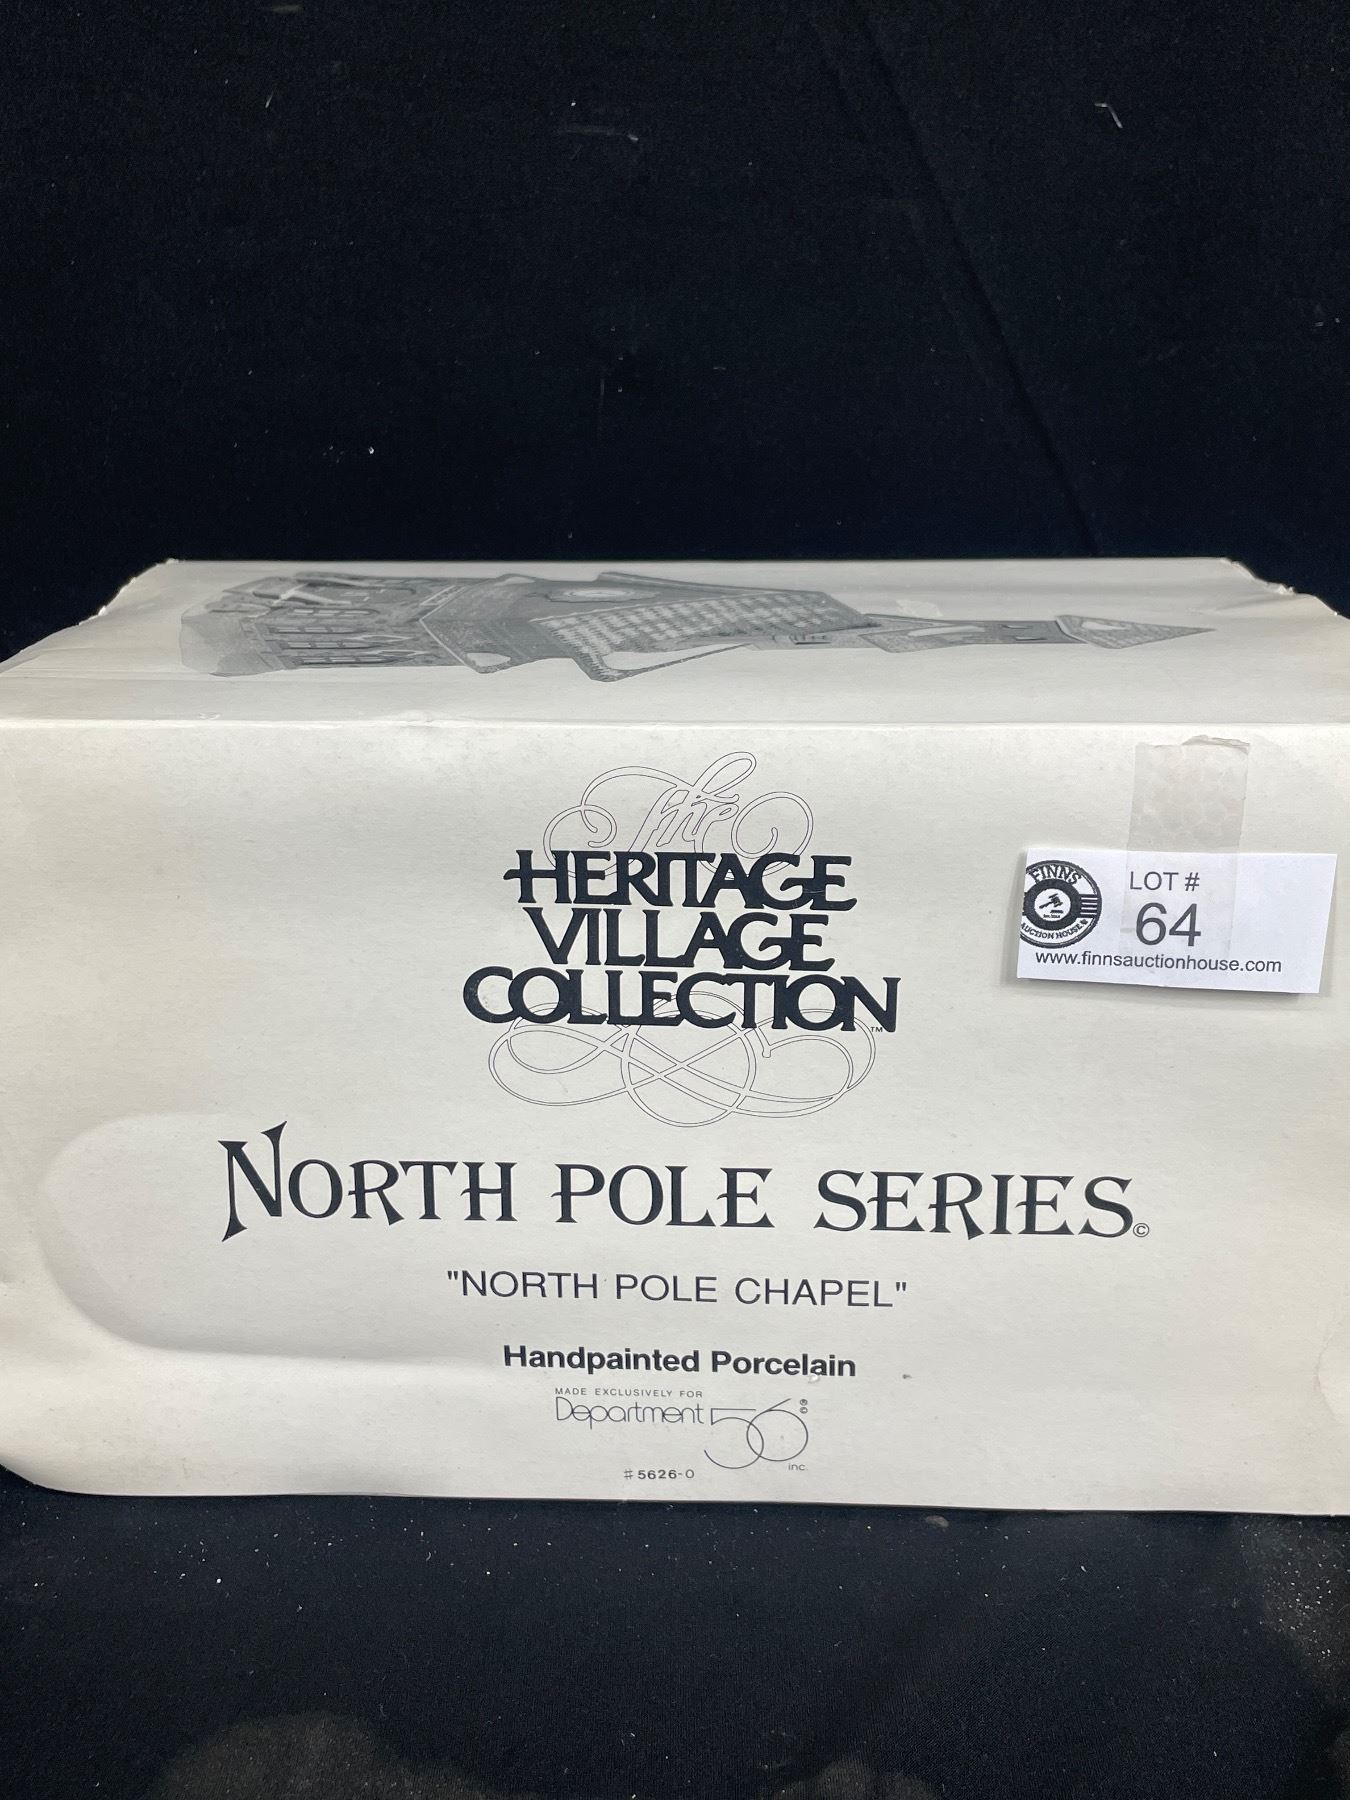 The
HERITAGE
VILLAGE
COLLECTION™
NORTH POLE SERIES©
"NORTH POLE CHAPEL"
Handpainted Porcelain
MADE EXCLUSIVELY FOR
Department 56®©
inc.
#5626-0
FINNS
AUCTION HOUSE
LOT #
64
www.finnsauctionhouse.com